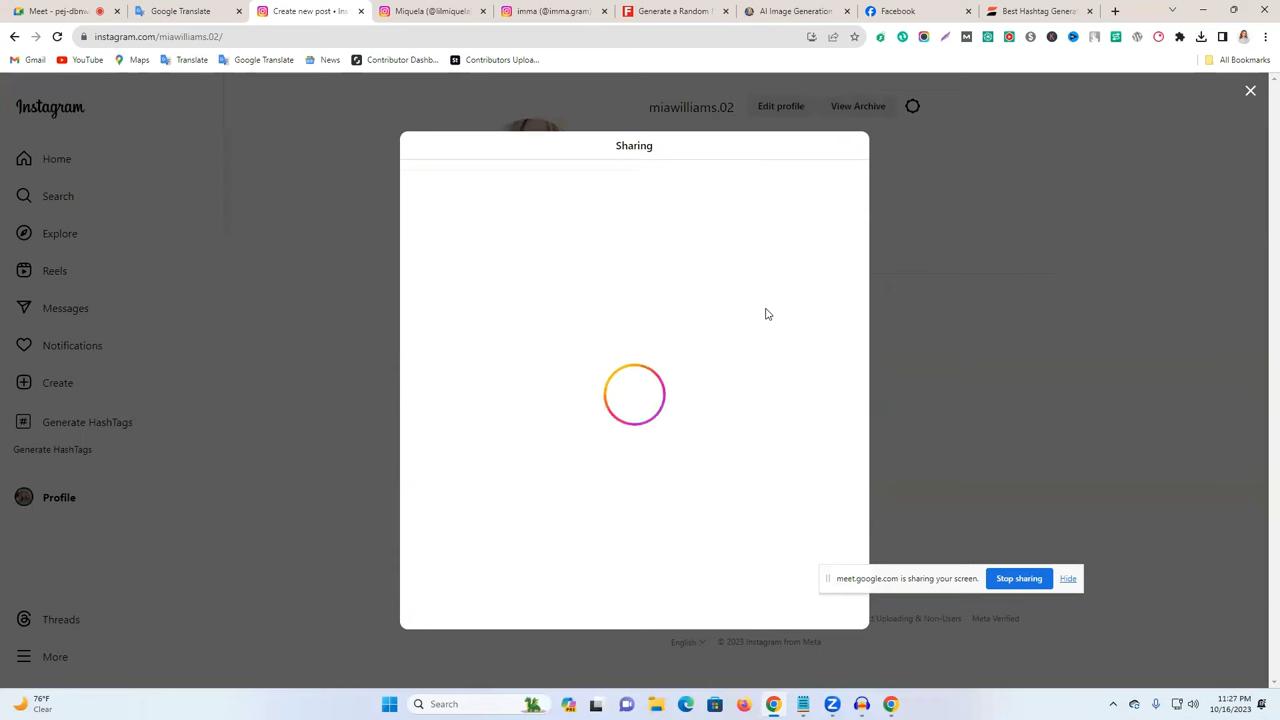 Meet - pejdbnv
Google Translate
Create new post • Ins
Miquela (@lilmiquela
imma (@imma.gram)
Generate a Random
AI Image Generation
Facebook
Best Hashtag Genera
instagram.com/miawilliams.02/
Gmail
YouTube
Maps
Translate
Google Translate
News
Contributor Dashb...
Contributors Uploa...
All Bookmarks
Instagram
miawilliams.02
Edit profile
View Archive
Sharing
Home
Search
Explore
Reels
Messages
Notifications
Create
Generate HashTags
Generate HashTags
Profile
meet.google.com is sharing your screen.
Stop sharing
Hide
Threads
Uploading & Non-Users
Meta Verified
English
© 2023 Instagram from Meta
More
76°F
Clear
Search
11:27 PM
10/16/2023